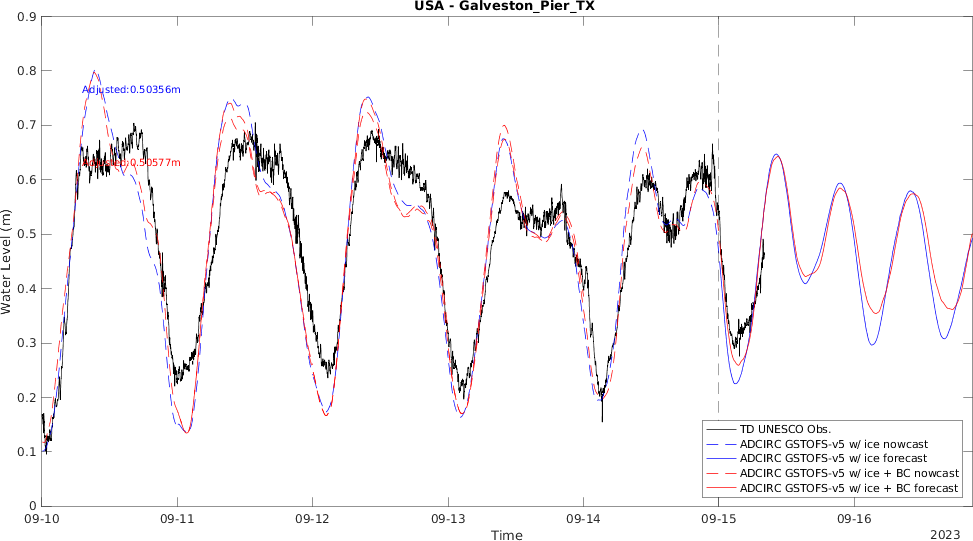 USA - Galveston_Pier_TX
0.9
0.8
0.7
0.6
0.5
0.4
0.3
0.2
0.1
0
Water Level (m)
Adjusted:0.50356m
Adjusted:0.50577m
TD UNESCO Obs.
ADCIRC GSTOFS-v5 w/ ice nowcast
ADCIRC GSTOFS-v5 w/ ice forecast
ADCIRC GSTOFS-v5 w/ ice + BC nowcast
ADCIRC GSTOFS-v5 w/ ice + BC forecast
09-10 09-11 09-12 09-13 09-14 09-15 09-16
Time
2023